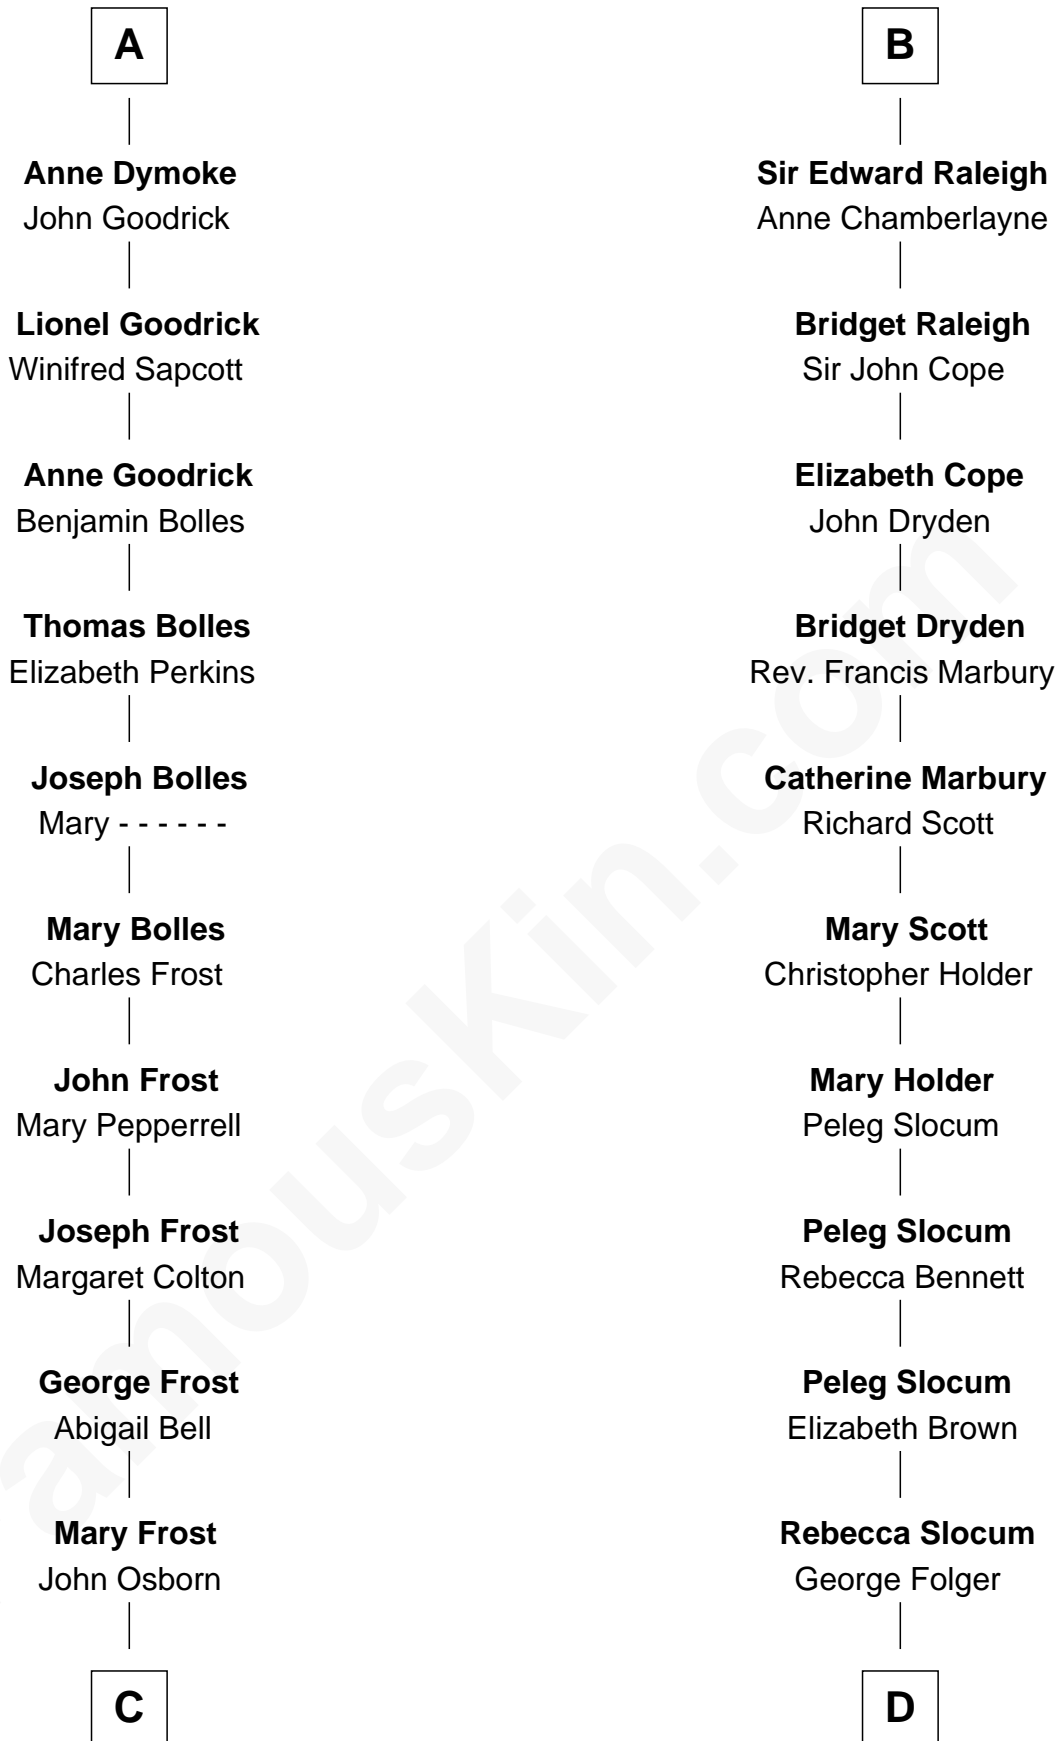 A
Anne Dymoke
John Goodrick
Lionel Goodrick
Winifred Sapcott
Anne Goodrick
Benjamin Bolles
Thomas Bolles
Elizabeth Perkins
Joseph Bolles
Mary - - - - - -
Mary Bolles
Charles Frost
John Frost
Mary Pepperrell
Joseph Frost
Margaret Colton
George Frost
Abigail Bell
Mary Frost
John Osborn
C
B
Sir Edward Raleigh
Anne Chamberlayne
Bridget Raleigh
Sir John Cope
Elizabeth Cope
John Dryden
Bridget Dryden
Rev. Francis Marbury
Catherine Marbury
Richard Scott
Mary Scott
Christopher Holder
Mary Holder
Peleg Slocum
Peleg Slocum
Rebecca Bennett
Peleg Slocum
Elizabeth Brown
Rebecca Slocum
George Folger
D
amousKin.com